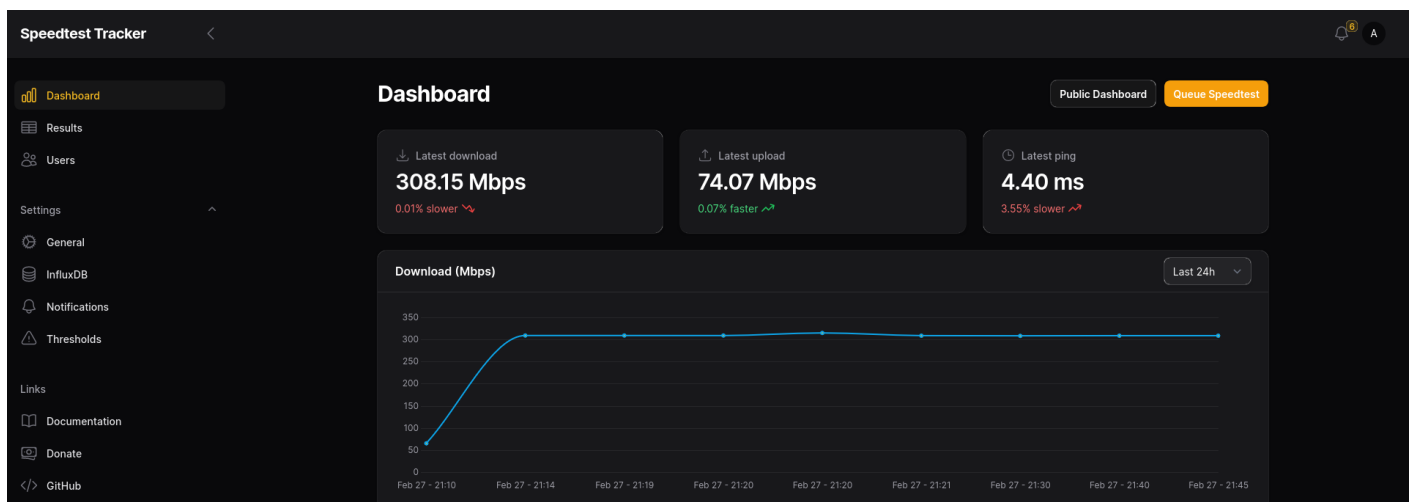 Speedtest Tracker
6
A
Dashboard
Results
Users
Settings
General
InfluxDB
Notifications
Thresholds
Links
Documentation
Donate
GitHub
Dashboard
Public Dashboard
Queue Speedtest
Latest download
308.15 Mbps
0.01% slower
Latest upload
74.07 Mbps
0.07% faster
Latest ping
4.40 ms
3.55% slower
Download (Mbps)
Last 24h
350
300
250
200
150
100
50
0
Feb 27 - 21:10 Feb 27 - 21:14 Feb 27 - 21:19 Feb 27 - 21:20 Feb 27 - 21:20 Feb 27 - 21:21 Feb 27 - 21:30 Feb 27 - 21:40 Feb 27 - 21:45